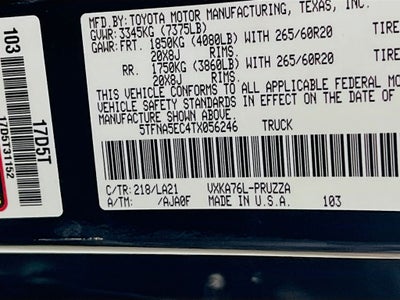 MFD.BY: TOYOTA MOTOR MANUFACTURING, TEXAS, INC.
GVWR: 3345KG (7375LB)
GAWR: FRT. 1850KG (4080LB) WITH 265/60R20 TIRE
20X8J RIMS.
RR. 1750KG (3860LB) WITH 265/60R20 TIRE
20X8J RIMS.
THIS VEHICLE CONFORMS TO ALL APPLICABLE FEDERAL MO
VEHICLE SAFETY STANDARDS IN EFFECT ON THE DATE OF
MANUFACTURE SHOWN ABOVE.
5TFNA5EC4TX056246 TRUCK
C/TR: 218/LA21 VXKA76L-PRUZZA
A/TM: /AJA0F MADE IN U.S.A. 103
103
17D5T
17D5T31152